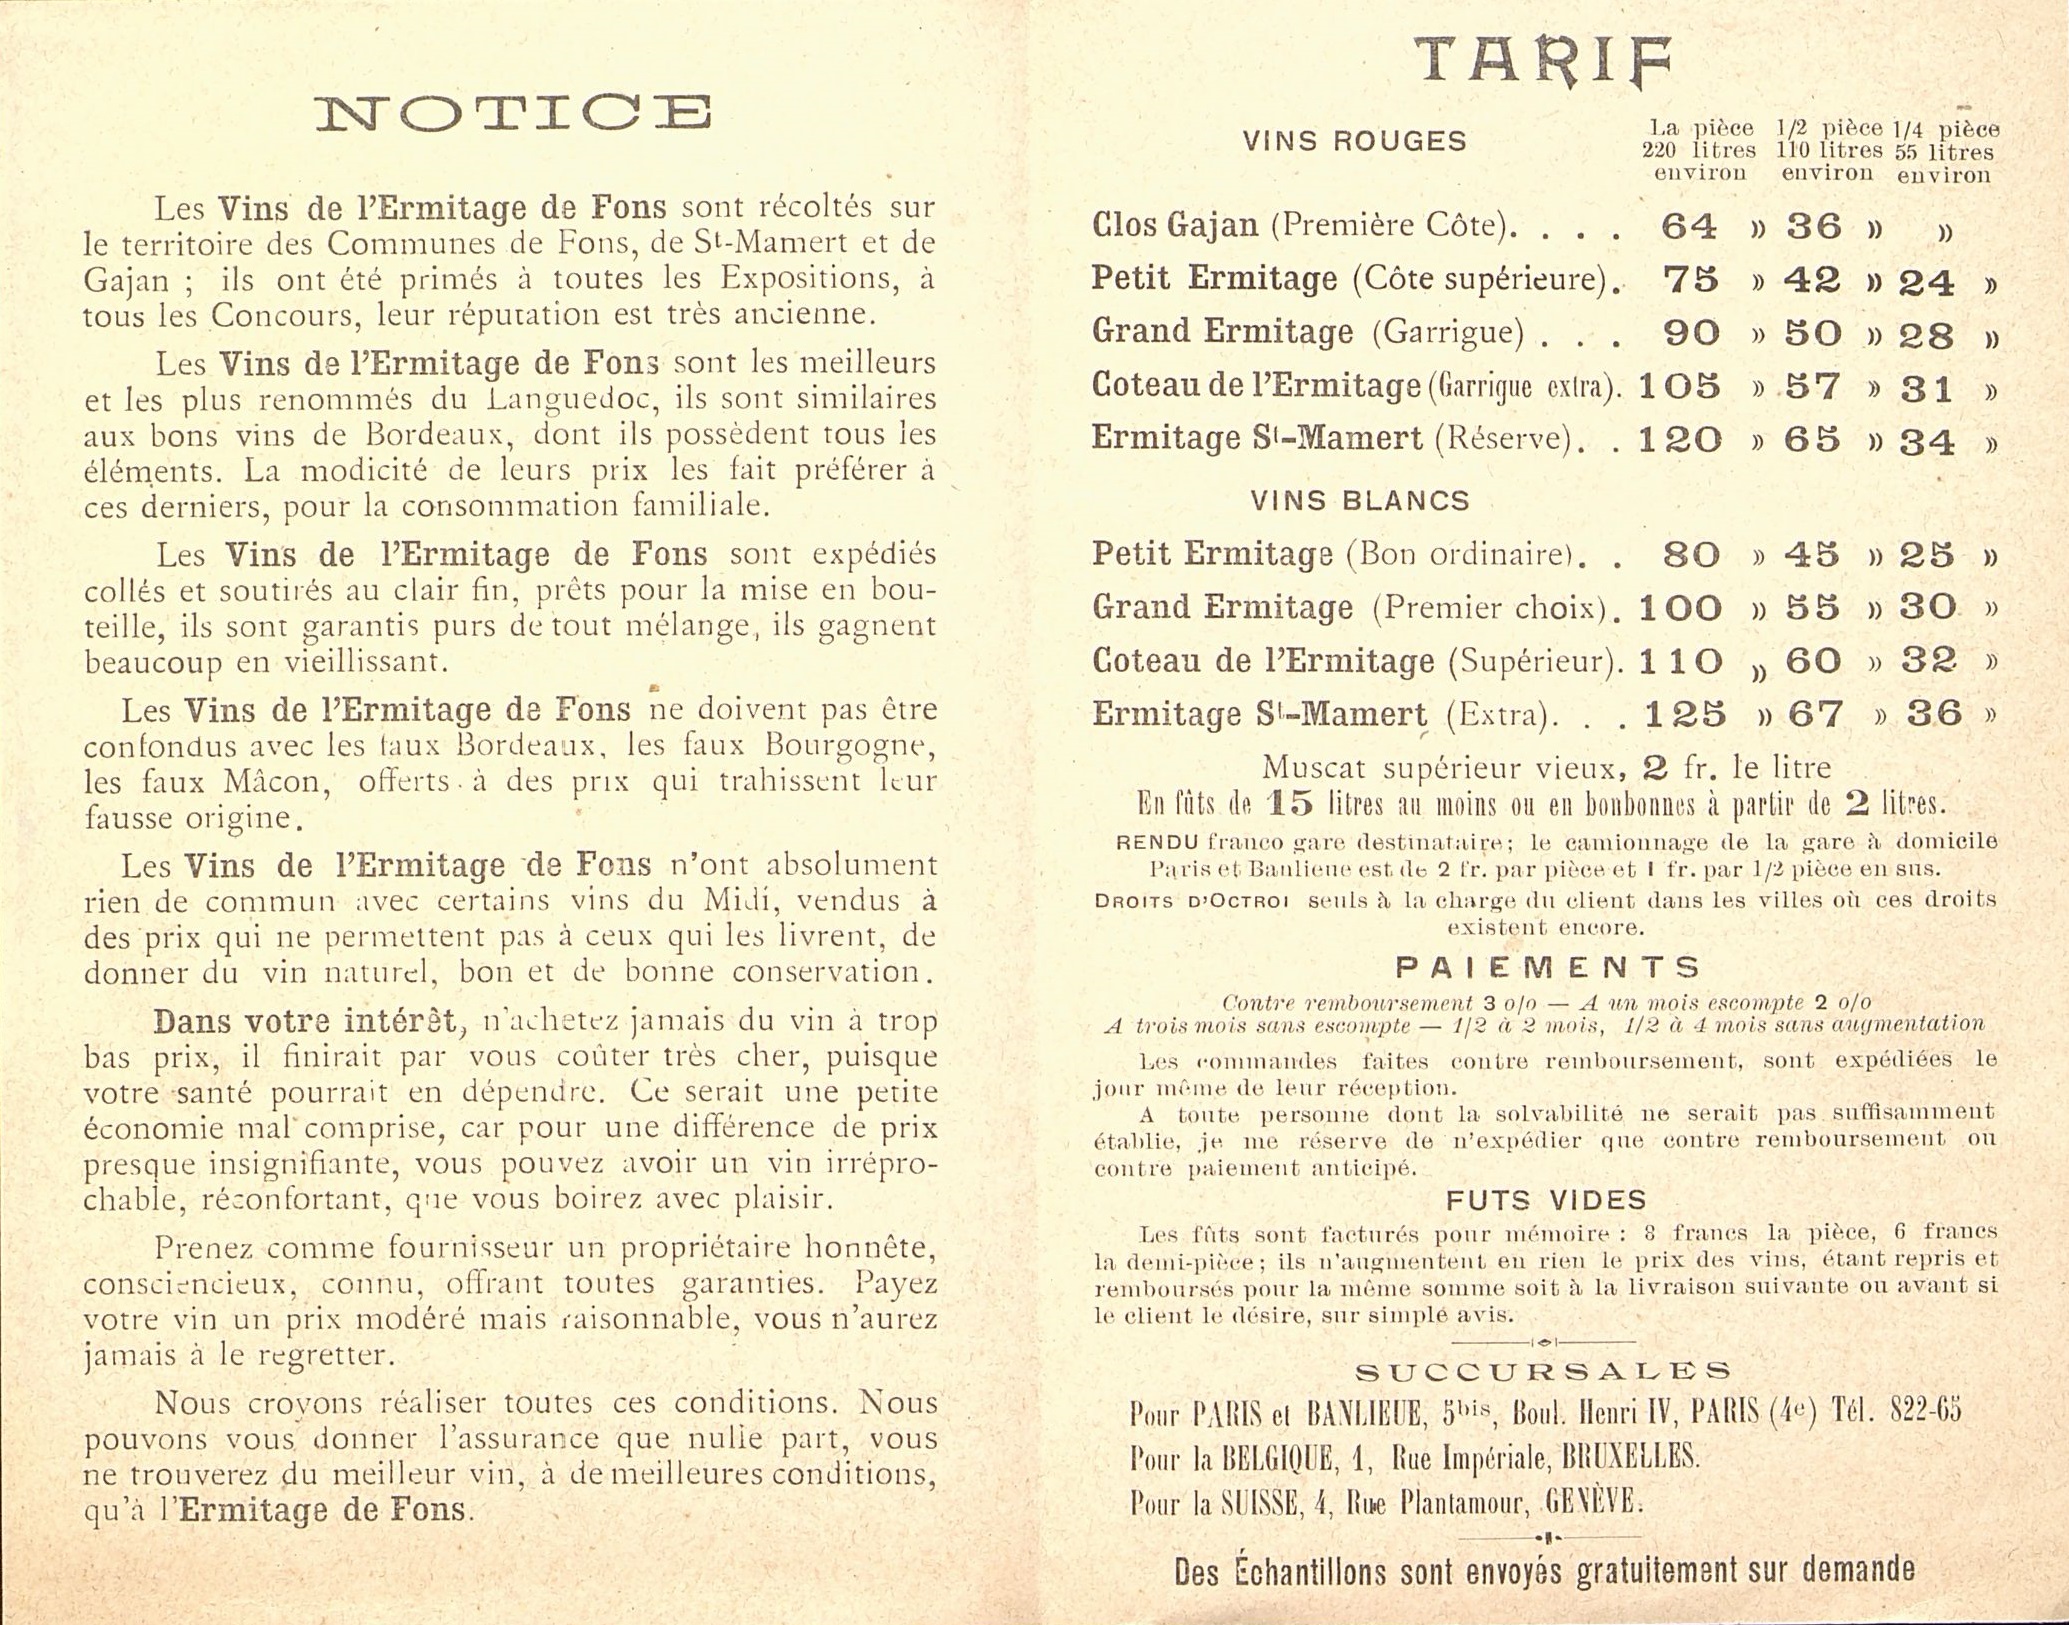 NOTICE
Les Vins de l'Ermitage de Fons sont récoltés sur
le territoire des Communes de Fons, de St-Mamert et de
Gajan ; ils ont été primés à toutes les Expositions, à
tous les Concours, leur réputation est très ancienne.
Les Vins de l'Ermitage de Fons sont les meilleurs
et les plus renommés du Languedoc, ils sont similaires
aux bons vins de Bordeaux, dont ils possèdent tous les
éléments. La modicité de leurs prix les fait préférer à
ces derniers, pour la consommation familiale.
Les Vins de l'Ermitage de Fons sont expédiés
collés et soutirés au clair fin, prêts pour la mise en bou-
teille, ils sont garantis purs de tout mélange, ils gagnent
beaucoup en vieillissant.
Les Vins de l'Ermitage de Fons ne doivent pas être
confondus avec les faux Bordeaux, les faux Bourgogne,
les faux Mâcon, offerts à des prix qui trahissent leur
fausse origine.
Les Vins de l'Ermitage de Fons n'ont absolument
rien de commun avec certains vins du Midi, vendus à
des prix qui ne permettent pas à ceux qui les livrent, de
donner du vin naturel, bon et de bonne conservation.
Dans votre intérêt, n'achetez jamais du vin à trop
bas prix, il finirait par vous coûter très cher, puisque
votre santé pourrait en dépendre. Ce serait une petite
économie mal comprise, car pour une différence de prix
presque insignifiante, vous pouvez avoir un vin irrépro-
chable, réconfortant, que vous boirez avec plaisir.
Prenez comme fournisseur un propriétaire honnête,
consciencieux, connu, offrant toutes garanties. Payez
votre vin un prix modéré mais raisonnable, vous n'aurez
jamais à le regretter.
Nous croyons réaliser toutes ces conditions. Nous
pouvons vous donner l'assurance que nulle part, vous
ne trouverez du meilleur vin, à de meilleures conditions,
qu'à l'Ermitage de Fons.
TARIF
VINS ROUGES
La pièce 1/2 pièce 1/4 pièce
220 litres 110 litres 55 litres
environ environ environ
Clos Gajan (Première Côte). . . . 64 » 36 » »
Petit Ermitage (Côte supérieure). 75 » 42 » 24 »
Grand Ermitage (Garrigue) . . . 90 » 50 » 28 »
Coteau de l'Ermitage (Garrigue extra). 105 » 57 » 31 »
Ermitage St-Mamert (Réserve). . 120 » 65 » 34 »
VINS BLANCS
Petit Ermitage (Bon ordinaire). . 80 » 45 » 25 »
Grand Ermitage (Premier choix). 100 » 55 » 30 »
Coteau de l'Ermitage (Supérieur). 110 » 60 » 32 »
Ermitage St-Mamert (Extra). . . 125 » 67 » 36 »
Muscat supérieur vieux, 2 fr. le litre
En fûts de 15 litres au moins ou en bonbonnes à partir de 2 litres.
RENDU franco gare destinataire; le camionnage de la gare à domicile
Paris et Banlieue est de 2 fr. par pièce et 1 fr. par 1/2 pièce en sus.
DROITS D'OCTROI seuls à la charge du client dans les villes où ces droits
existent encore.
PAIEMENTS
Contre remboursement 3 o/o — A un mois escompte 2 o/o
A trois mois sans escompte — 1/2 à 2 mois, 1/2 à 4 mois sans augmentation
Les commandes faites contre remboursement, sont expédiées le
jour même de leur réception.
A toute personne dont la solvabilité ne serait pas suffisamment
établie, je me réserve de n'expédier que contre remboursement ou
contre paiement anticipé.
FUTS VIDES
Les fûts sont facturés pour mémoire : 8 francs la pièce, 6 francs
la demi-pièce ; ils n'augmentent en rien le prix des vins, étant repris et
remboursés pour la même somme soit à la livraison suivante ou avant si
le client le désire, sur simple avis.
SUCCURSALES
Pour PARIS et BANLIEUE, 5bis, Boul. Henri IV, PARIS (4e) Tél. 822-65
Pour la BELGIQUE, 1, Rue Impériale, BRUXELLES.
Pour la SUISSE, 4, Rue Plantamour, GENÈVE.
Des Échantillons sont envoyés gratuitement sur demande